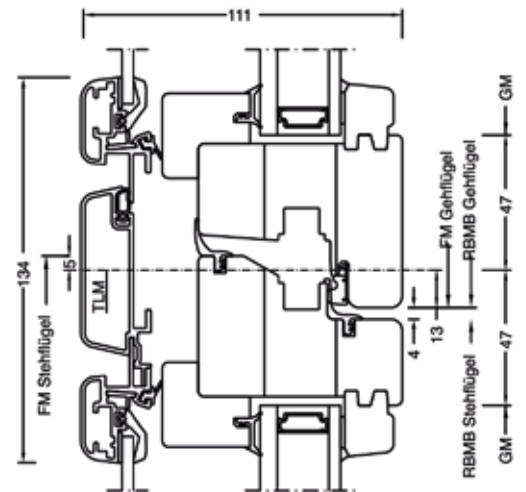 111
GM
FM Gehflügel
RBMB Gehflügel
47
134
FM Stehflügel
15
TLM
4
13
47
RBMB Stehflügel
GM